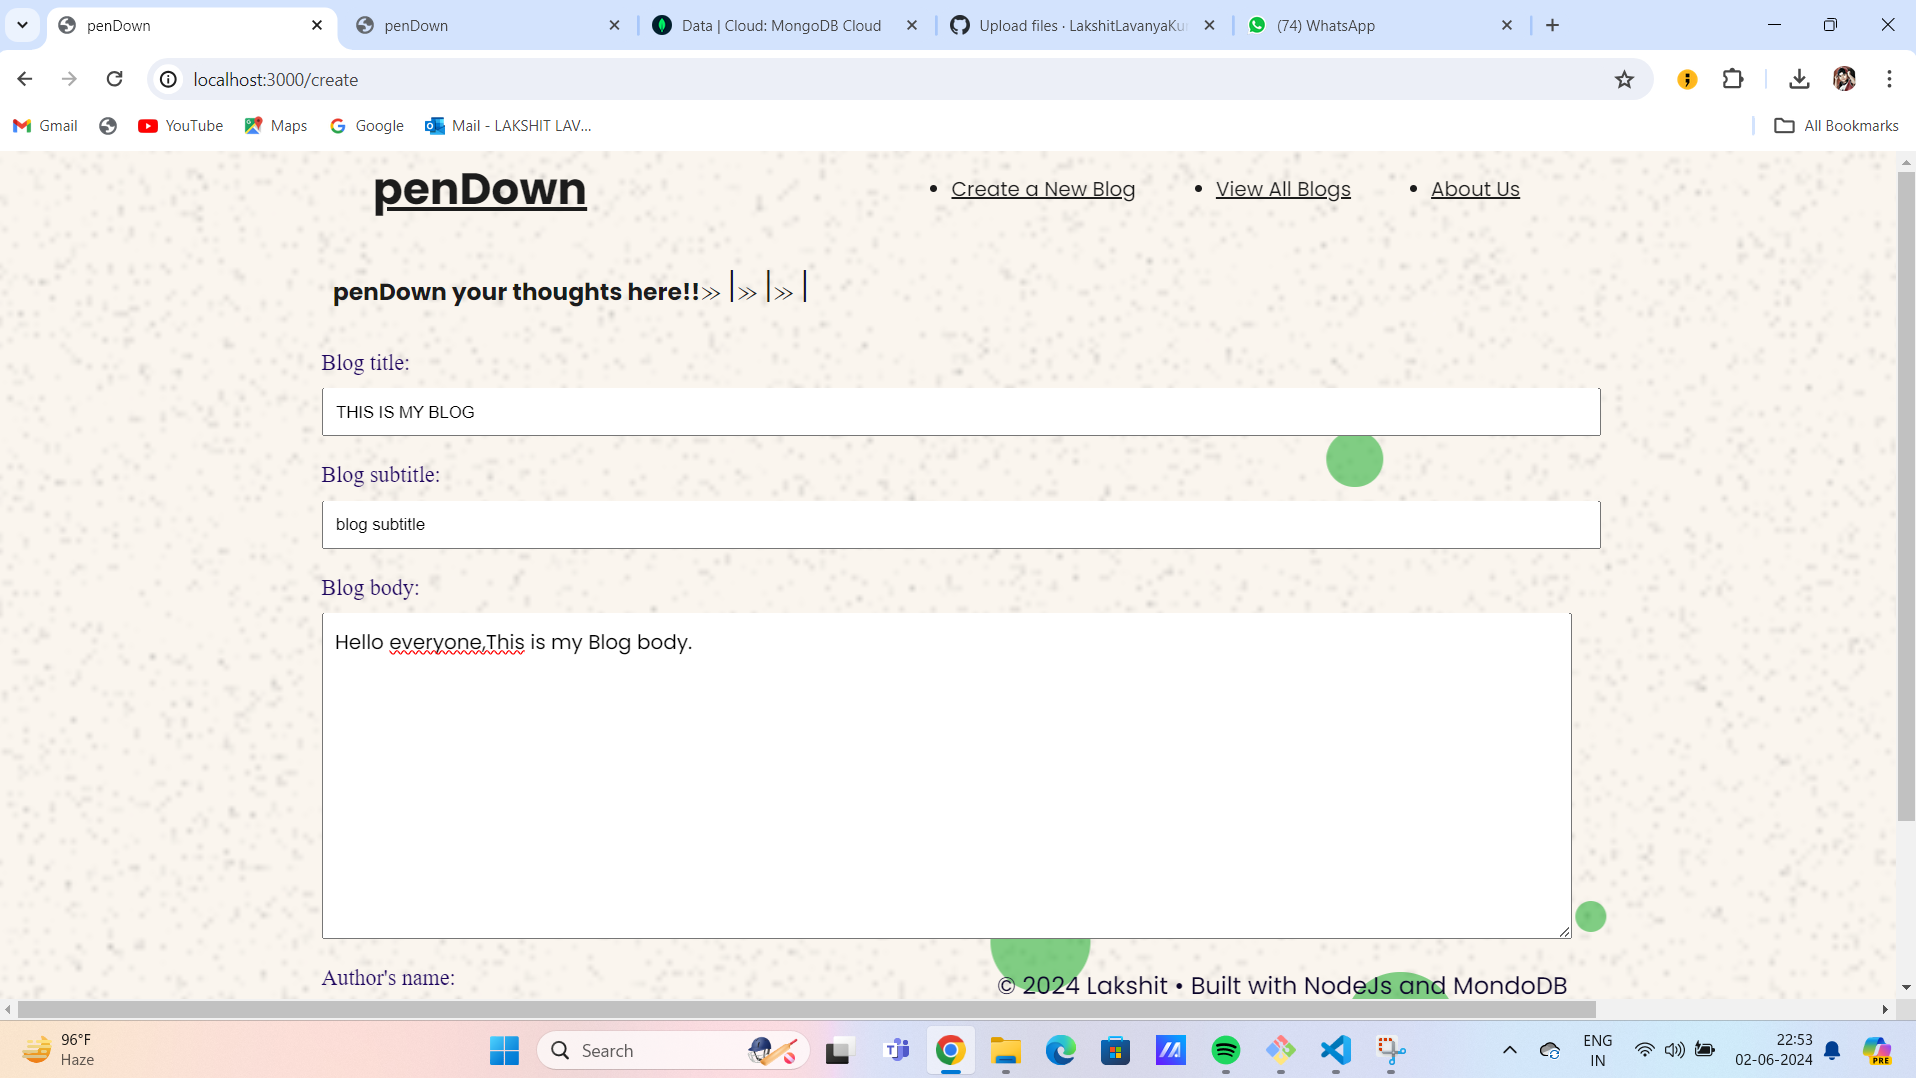 penDown
penDown
Data | Cloud: MongoDB Cloud
Upload files · LakshitLavanyaKur
(74) WhatsApp
localhost:3000/create
Gmail
YouTube
Maps
Google
Mail - LAKSHIT LAV...
All Bookmarks
penDown
• Create a New Blog
• View All Blogs
• About Us
penDown your thoughts here!!≫ |≫ |≫ |
Blog title:
THIS IS MY BLOG
Blog subtitle:
blog subtitle
Blog body:
Hello everyone,This is my Blog body.
Author's name:
© 2024 Lakshit • Built with NodeJs and MondoDB
96°F
Haze
Search
ENG
IN
22:53
02-06-2024
PRE